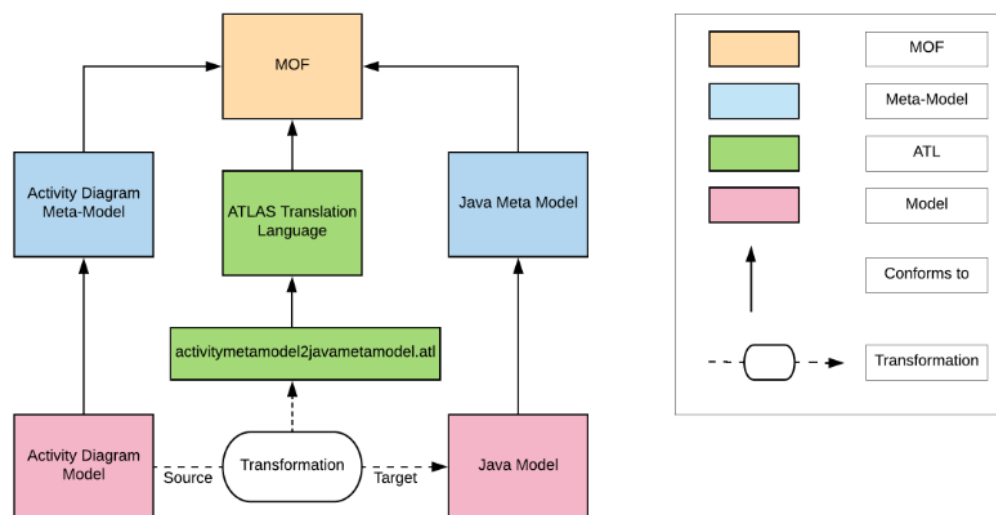 MOF
Activity Diagram
Meta-Model
ATLAS Translation
Language
Java Meta Model
activitymetamodel2javametamodel.atl
Activity Diagram
Model
Source
Transformation
Target
Java Model
MOF
Meta-Model
ATL
Model
Conforms to
Transformation